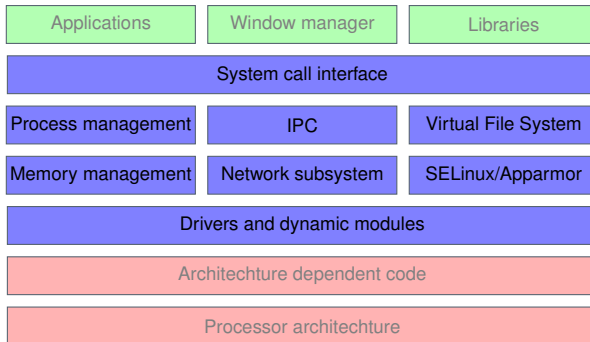 Applications Window manager Libraries
System call interface
Process management IPC Virtual File System
Memory management Network subsystem SELinux/Apparmor
Drivers and dynamic modules
Architechture dependent code
Processor architechture